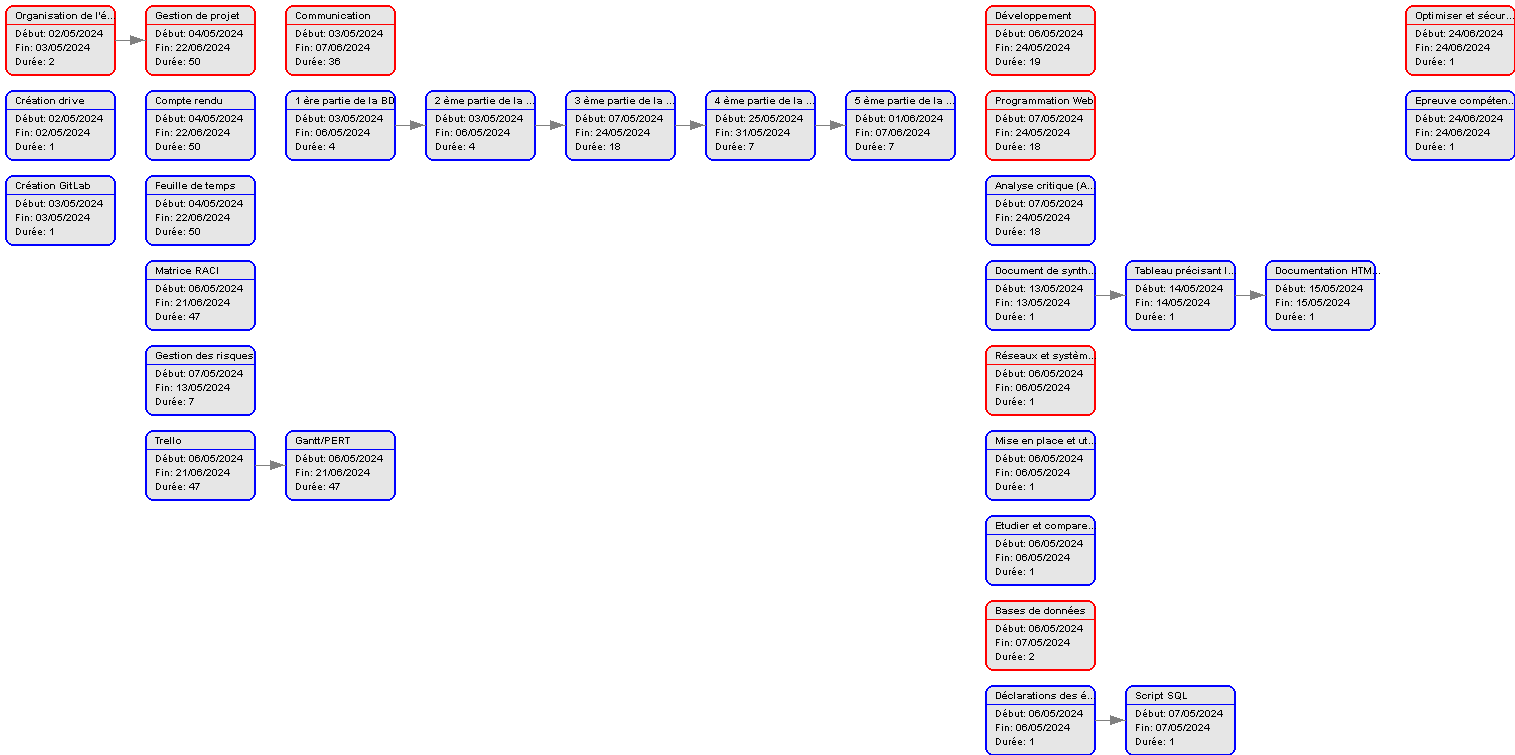 Organisation de l'é...
Début: 02/05/2024
Fin: 03/05/2024
Durée: 2
Gestion de projet
Début: 04/05/2024
Fin: 22/06/2024
Durée: 50
Communication
Début: 03/05/2024
Fin: 07/06/2024
Durée: 36
Développement
Début: 06/05/2024
Fin: 24/05/2024
Durée: 19
Optimiser et sécur...
Début: 24/06/2024
Fin: 24/06/2024
Durée: 1
Création drive
Début: 02/05/2024
Fin: 02/05/2024
Durée: 1
Compte rendu
Début: 04/05/2024
Fin: 22/06/2024
Durée: 50
1 ère partie de la BD
Début: 03/05/2024
Fin: 06/05/2024
Durée: 4
2 ème partie de la ...
Début: 03/05/2024
Fin: 06/05/2024
Durée: 4
3 ème partie de la ...
Début: 07/05/2024
Fin: 24/05/2024
Durée: 18
4 ème partie de la ...
Début: 25/05/2024
Fin: 31/05/2024
Durée: 7
5 ème partie de la ...
Début: 01/06/2024
Fin: 07/06/2024
Durée: 7
Programmation Web
Début: 07/05/2024
Fin: 24/05/2024
Durée: 18
Epreuve compéten...
Début: 24/06/2024
Fin: 24/06/2024
Durée: 1
Création GitLab
Début: 03/05/2024
Fin: 03/05/2024
Durée: 1
Feuille de temps
Début: 04/05/2024
Fin: 22/06/2024
Durée: 50
Analyse critique (A...
Début: 07/05/2024
Fin: 24/05/2024
Durée: 18
Matrice RACI
Début: 06/05/2024
Fin: 21/06/2024
Durée: 47
Document de synth...
Début: 13/05/2024
Fin: 13/05/2024
Durée: 1
Tableau précisant l...
Début: 14/05/2024
Fin: 14/05/2024
Durée: 1
Documentation HTM...
Début: 15/05/2024
Fin: 15/05/2024
Durée: 1
Gestion des risques
Début: 07/05/2024
Fin: 13/05/2024
Durée: 7
Réseaux et systèm...
Début: 06/05/2024
Fin: 06/05/2024
Durée: 1
Trello
Début: 06/05/2024
Fin: 21/06/2024
Durée: 47
Gantt/PERT
Début: 06/05/2024
Fin: 21/06/2024
Durée: 47
Mise en place et ut...
Début: 06/05/2024
Fin: 06/05/2024
Durée: 1
Etudier et compare...
Début: 06/05/2024
Fin: 06/05/2024
Durée: 1
Bases de données
Début: 06/05/2024
Fin: 07/05/2024
Durée: 2
Déclarations des é...
Début: 06/05/2024
Fin: 06/05/2024
Durée: 1
Script SQL
Début: 07/05/2024
Fin: 07/05/2024
Durée: 1